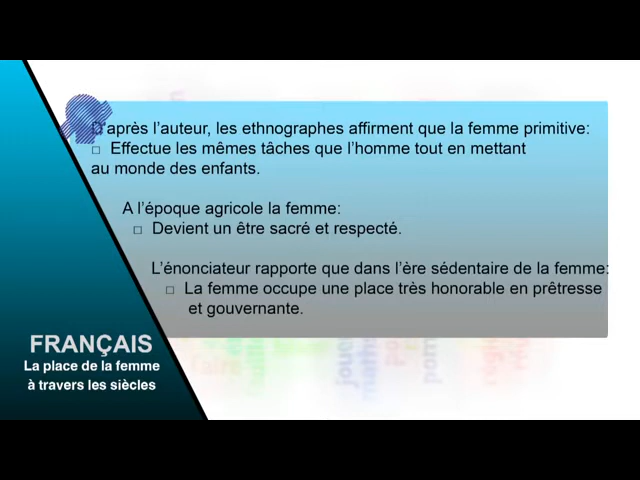 D'après l'auteur, les ethnographes affirment que la femme primitive:
□ Effectue les mêmes tâches que l'homme tout en mettant
au monde des enfants.
A l'époque agricole la femme:
□ Devient un être sacré et respecté.
L'énonciateur rapporte que dans l'ère sédentaire de la femme:
□ La femme occupe une place très honorable en prêtresse
et gouvernante.
FRANÇAIS
La place de la femme
à travers les siècles